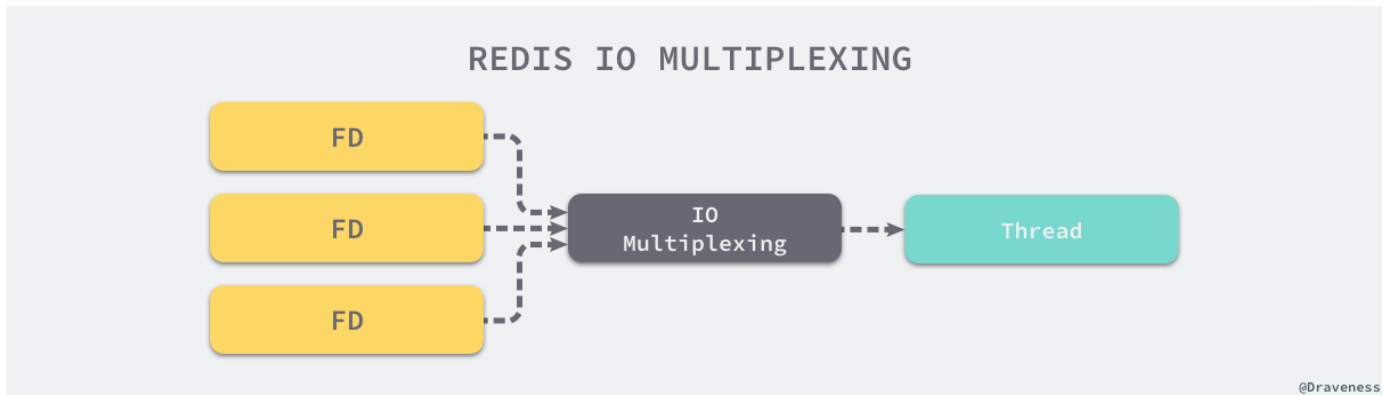 REDIS IO MULTIPLEXING
FD
FD
FD
IO
Multiplexing
Thread
@Draveness